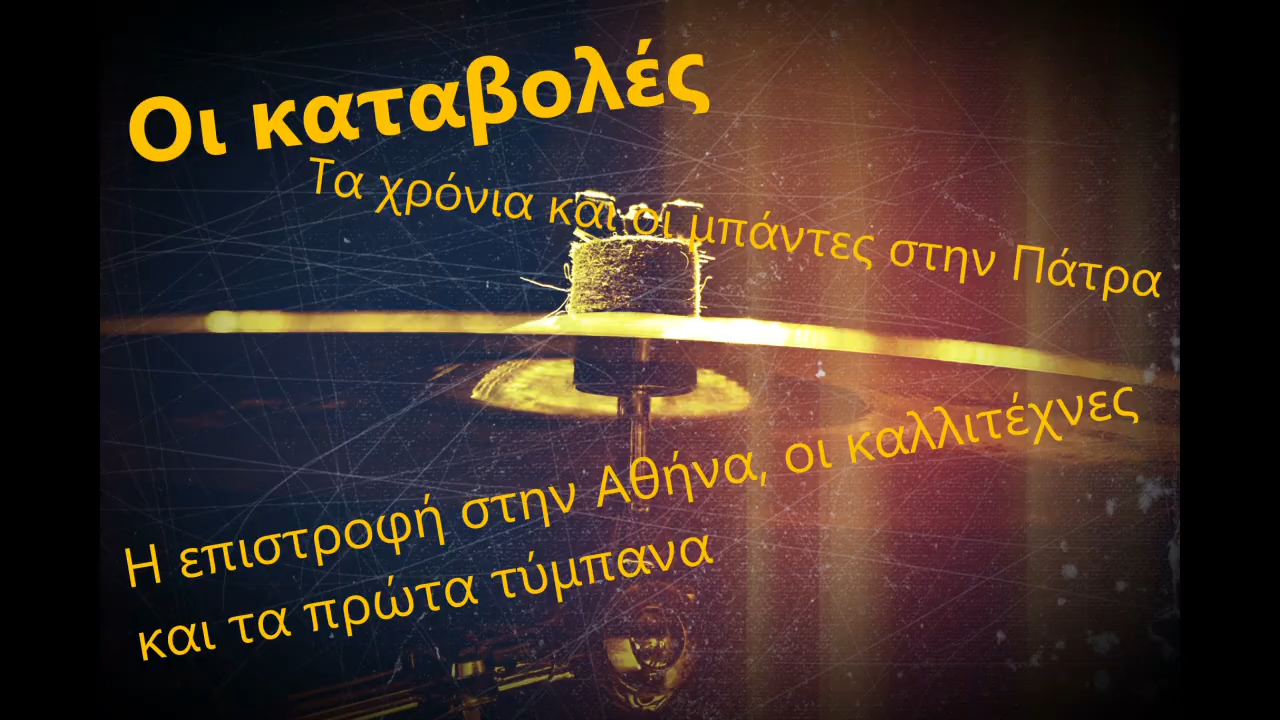 Οι καταβολές
Τα χρόνια και οι μπάντες στην Πάτρα
Η επιστροφή στην Αθήνα, οι καλλιτέχνες
και τα πρώτα τύμπανα